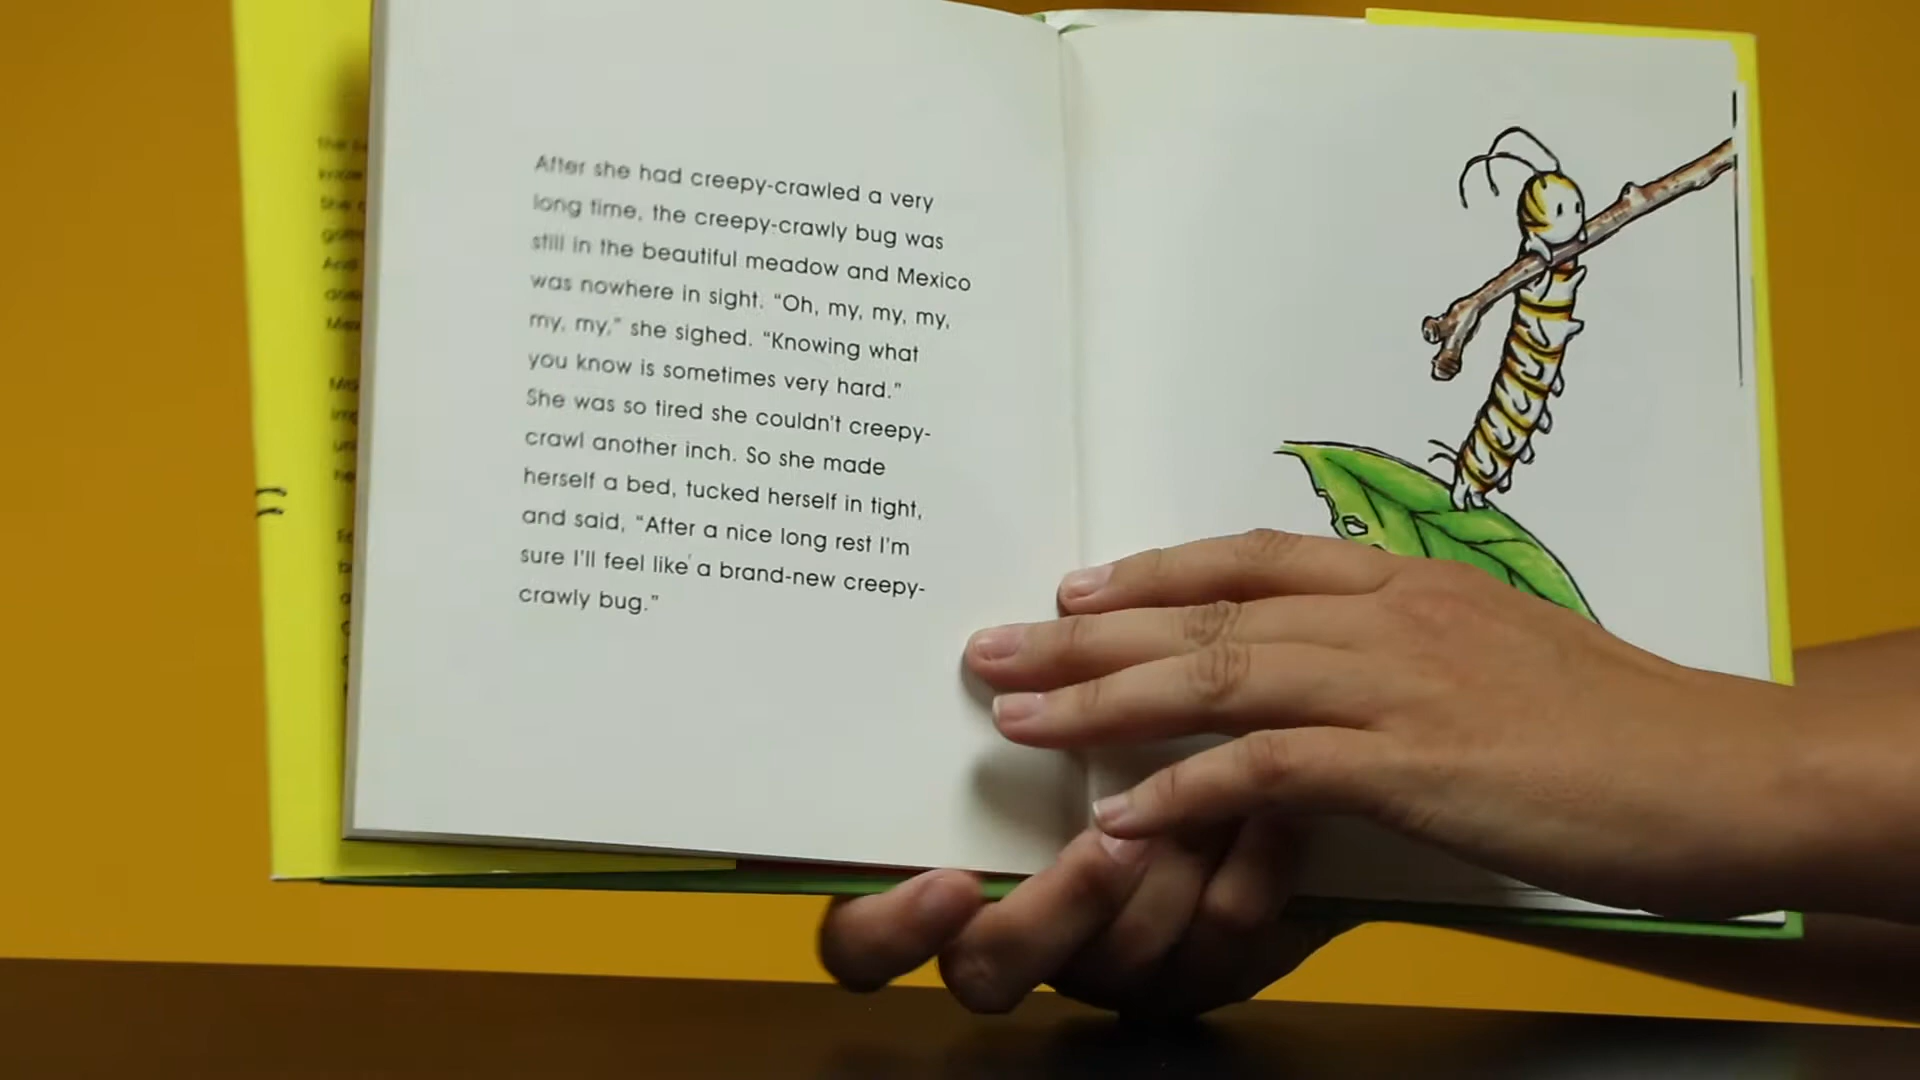 After she had creepy-crawled a very
long time, the creepy-crawly bug was
still in the beautiful meadow and Mexico
was nowhere in sight. “Oh, my, my, my,
my, my,” she sighed. “Knowing what
you know is sometimes very hard.”
She was so tired she couldn't creepy-
crawl another inch. So she made
herself a bed, tucked herself in tight,
and said, “After a nice long rest I'm
sure I'll feel like a brand-new creepy-
crawly bug.”